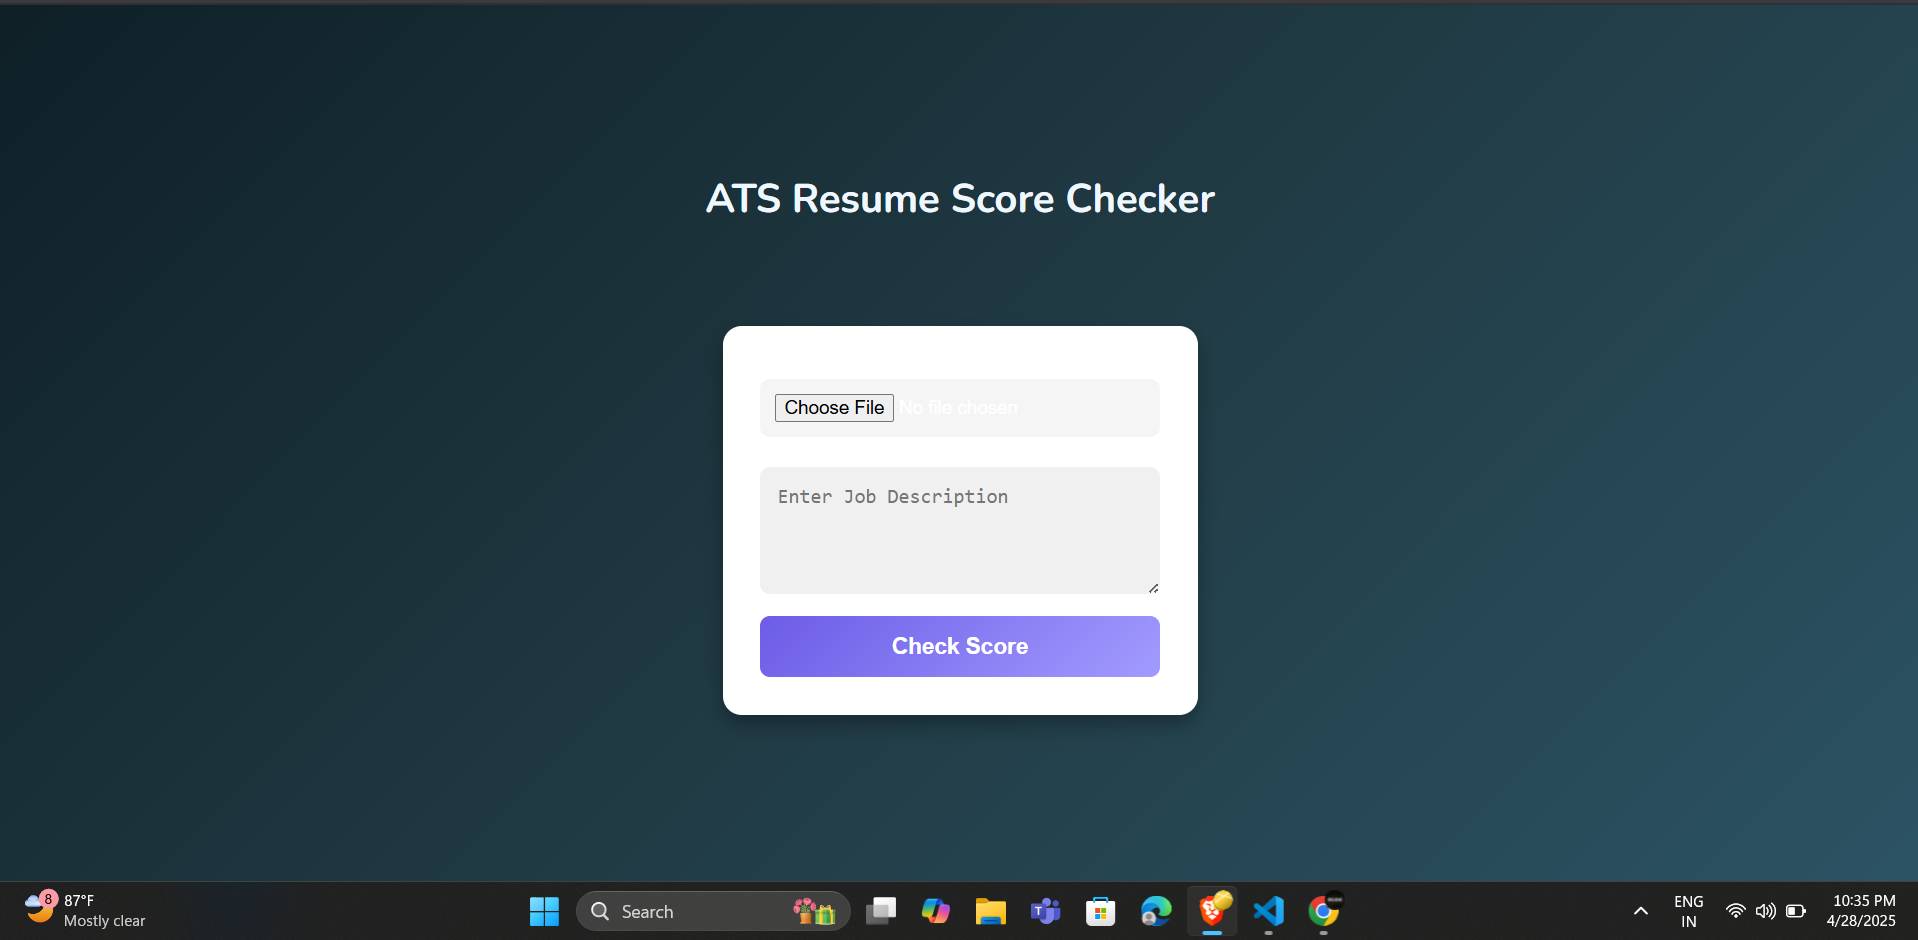 ATS Resume Score Checker
Choose File No file chosen
Enter Job Description
Check Score
8
87°F
Mostly clear
Search
T
ENG
IN
10:35 PM
4/28/2025